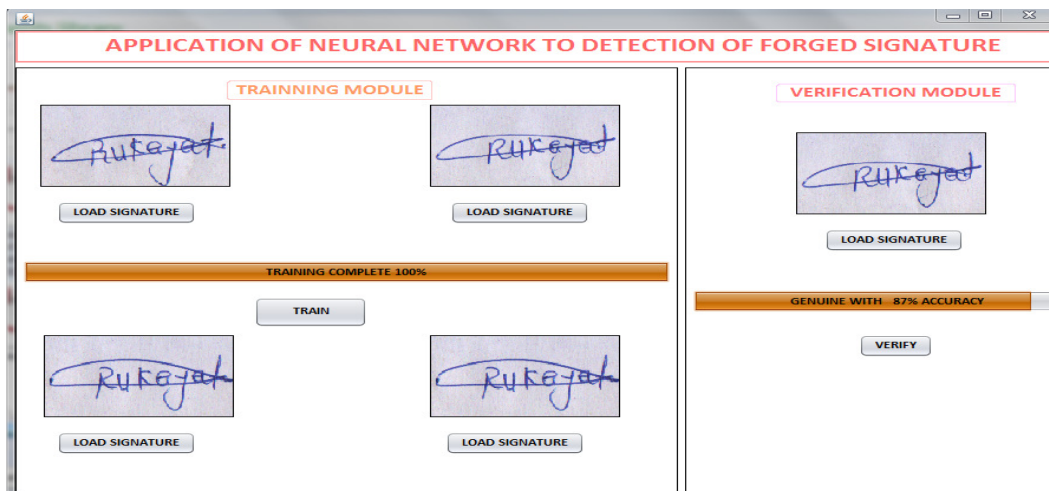 APPLICATION OF NEURAL NETWORK TO DETECTION OF FORGED SIGNATURE
TRAINNING MODULE
Rukayat
Rukayat
LOAD SIGNATURE
LOAD SIGNATURE
TRAINING COMPLETE 100%
TRAIN
Rukayat
Rukayat
LOAD SIGNATURE
LOAD SIGNATURE
VERIFICATION MODULE
Rukayat
LOAD SIGNATURE
GENUINE WITH 87% ACCURACY
VERIFY